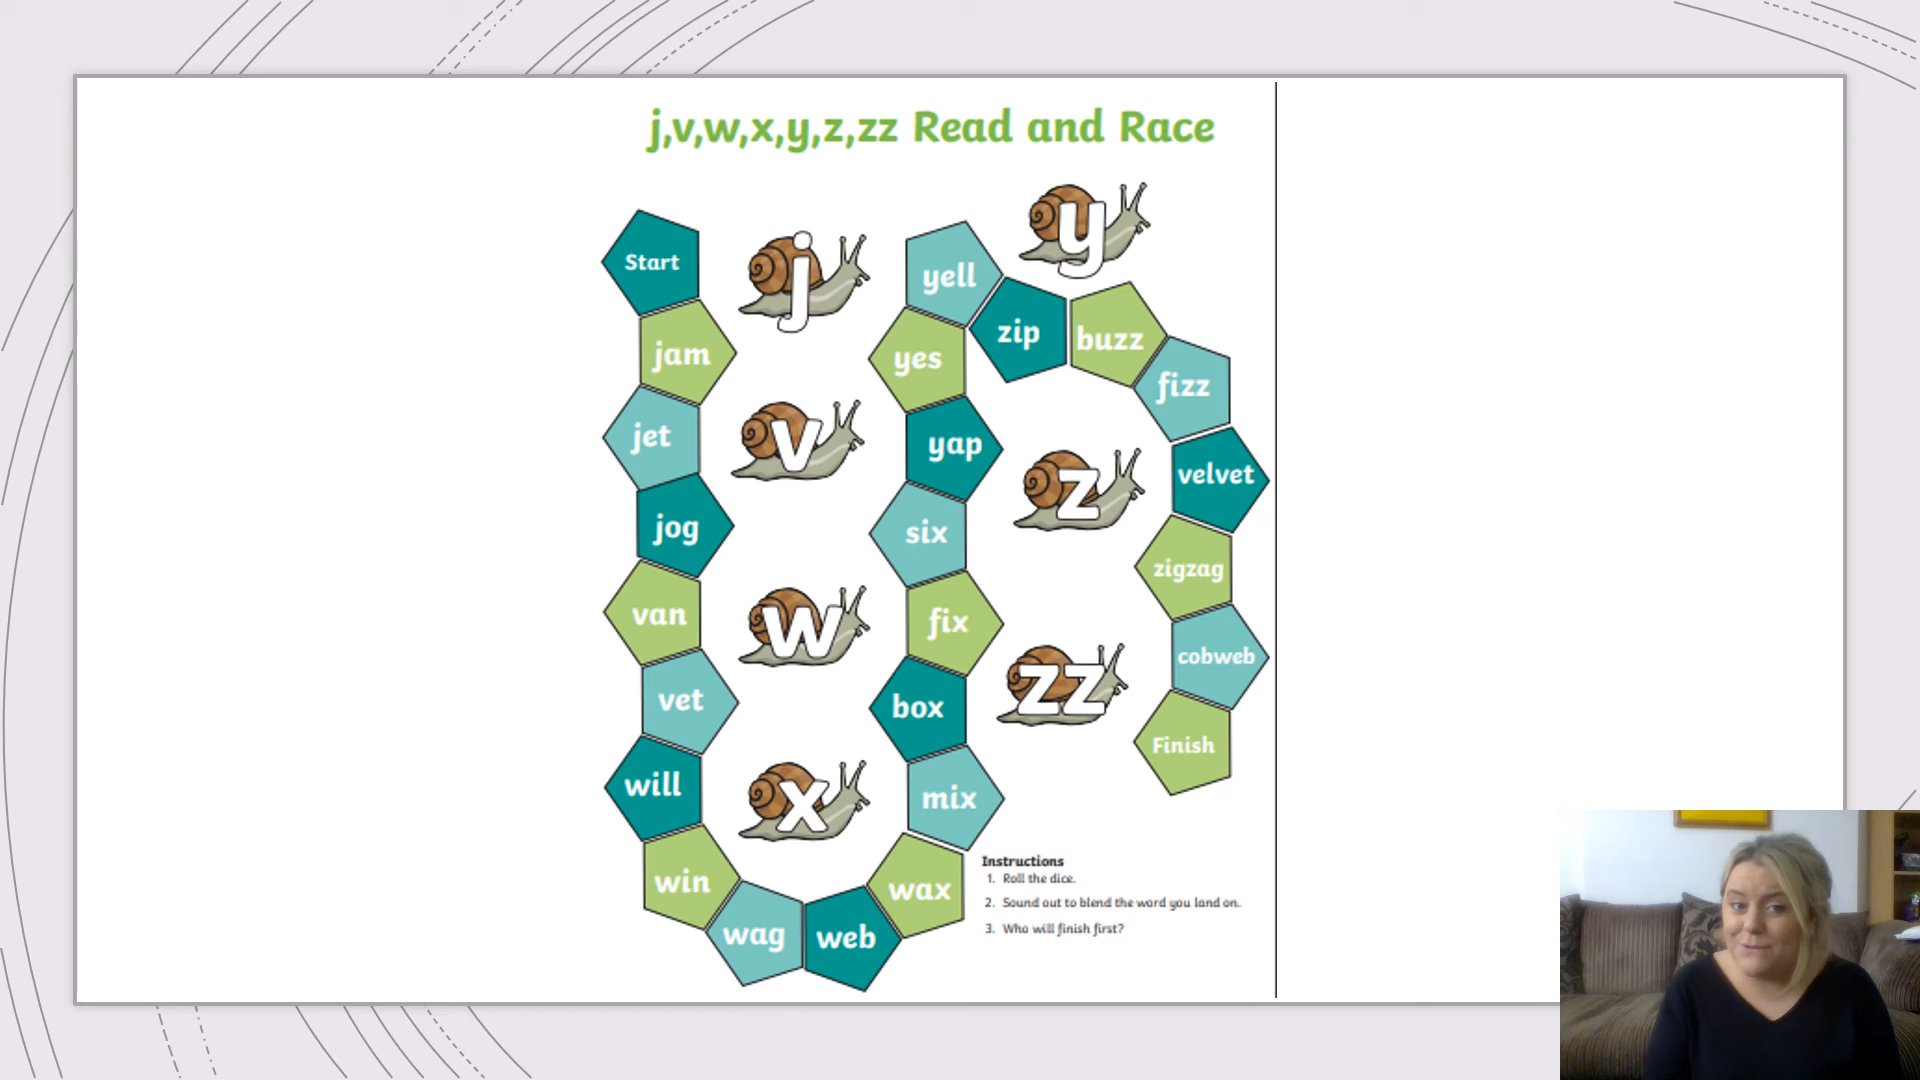 j,v,w,x,y,z,zz Read and Race
Start
jam
jet
jog
van
vet
will
win
wag
web
wax
mix
box
fix
six
yap
yes
yell
zip
buzz
fizz
velvet
zigzag
cobweb
Finish
j
v
w
x
y
z
zz
Instructions
1. Roll the dice.
2. Sound out to blend the word you land on.
3. Who will finish first?